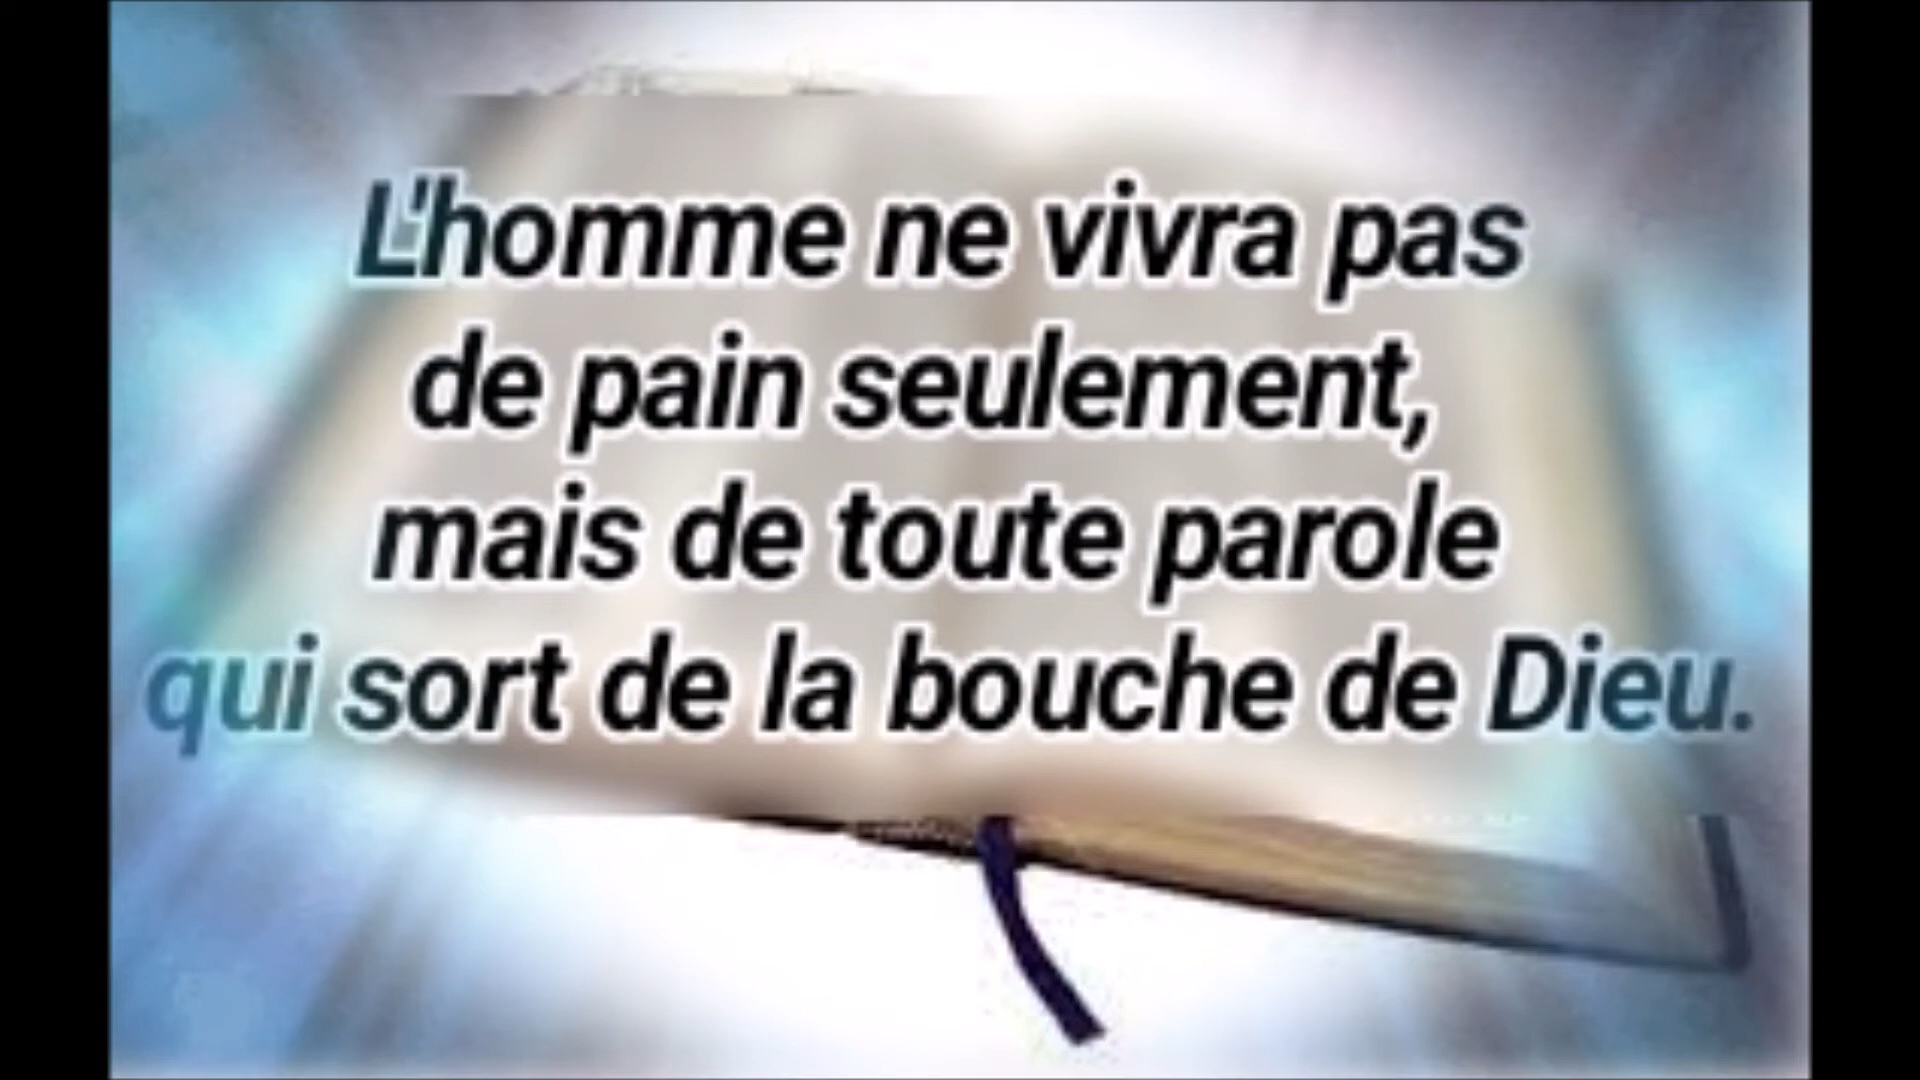 L'homme ne vivra pas
de pain seulement,
mais de toute parole
qui sort de la bouche de Dieu.